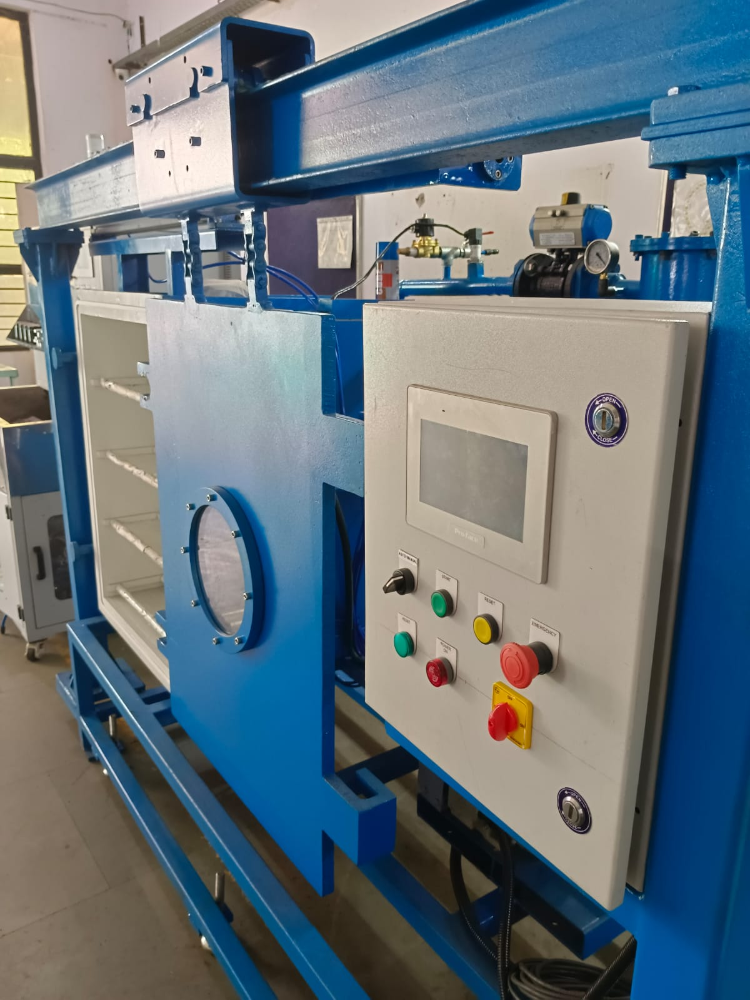 OPEN
CLOSE
Pro-face
AUTO/MANUAL
START
RESET
EMERGENCY
RESET
POWER
ON
OFF
ON
OPEN
CLOSE